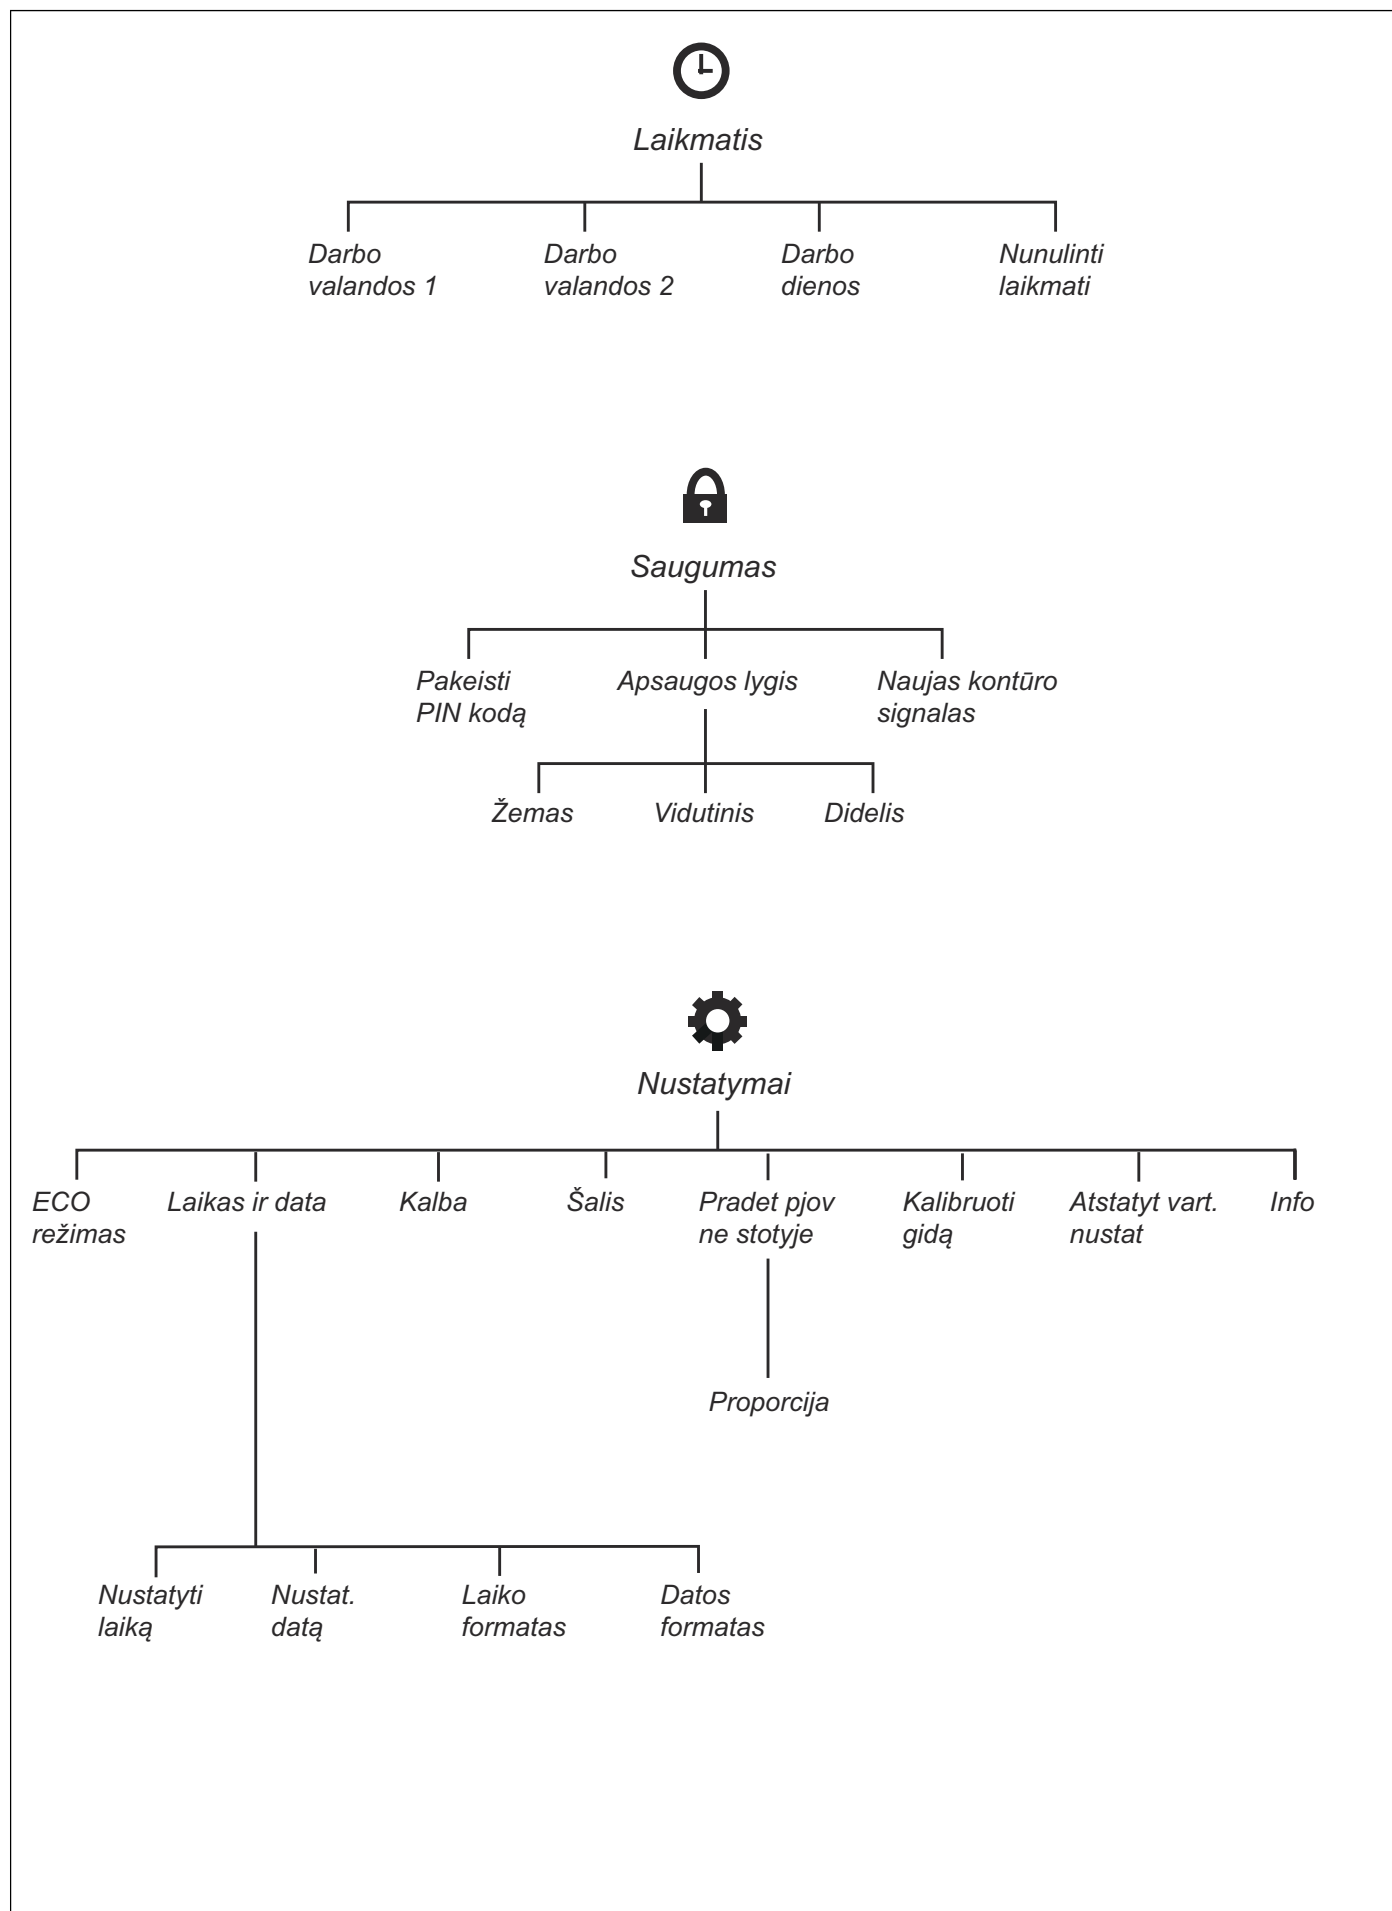 Laikmatis
Darbo
valandos 1
Darbo
valandos 2
Darbo
dienos
Nunulinti
laikmati
Saugumas
Pakeisti
PIN kodą
Apsaugos lygis
Naujas kontūro
signalas
Žemas
Vidutinis
Didelis
Nustatymai
ECO
režimas
Laikas ir data
Kalba
Šalis
Pradet pjov
ne stotyje
Kalibruoti
gidą
Atstatyt vart.
nustat
Info
Proporcija
Nustatyti
laiką
Nustat.
datą
Laiko
formatas
Datos
formatas